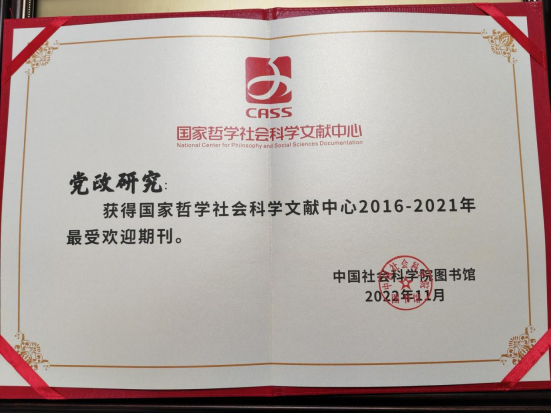 CASS
国家哲学社会科学文献中心
National Center for Philosophy and Social Sciences Documentation
党政研究:
获得国家哲学社会科学文献中心2016-2021年
最受欢迎期刊。
中国社会科学院图书馆
2022年11月